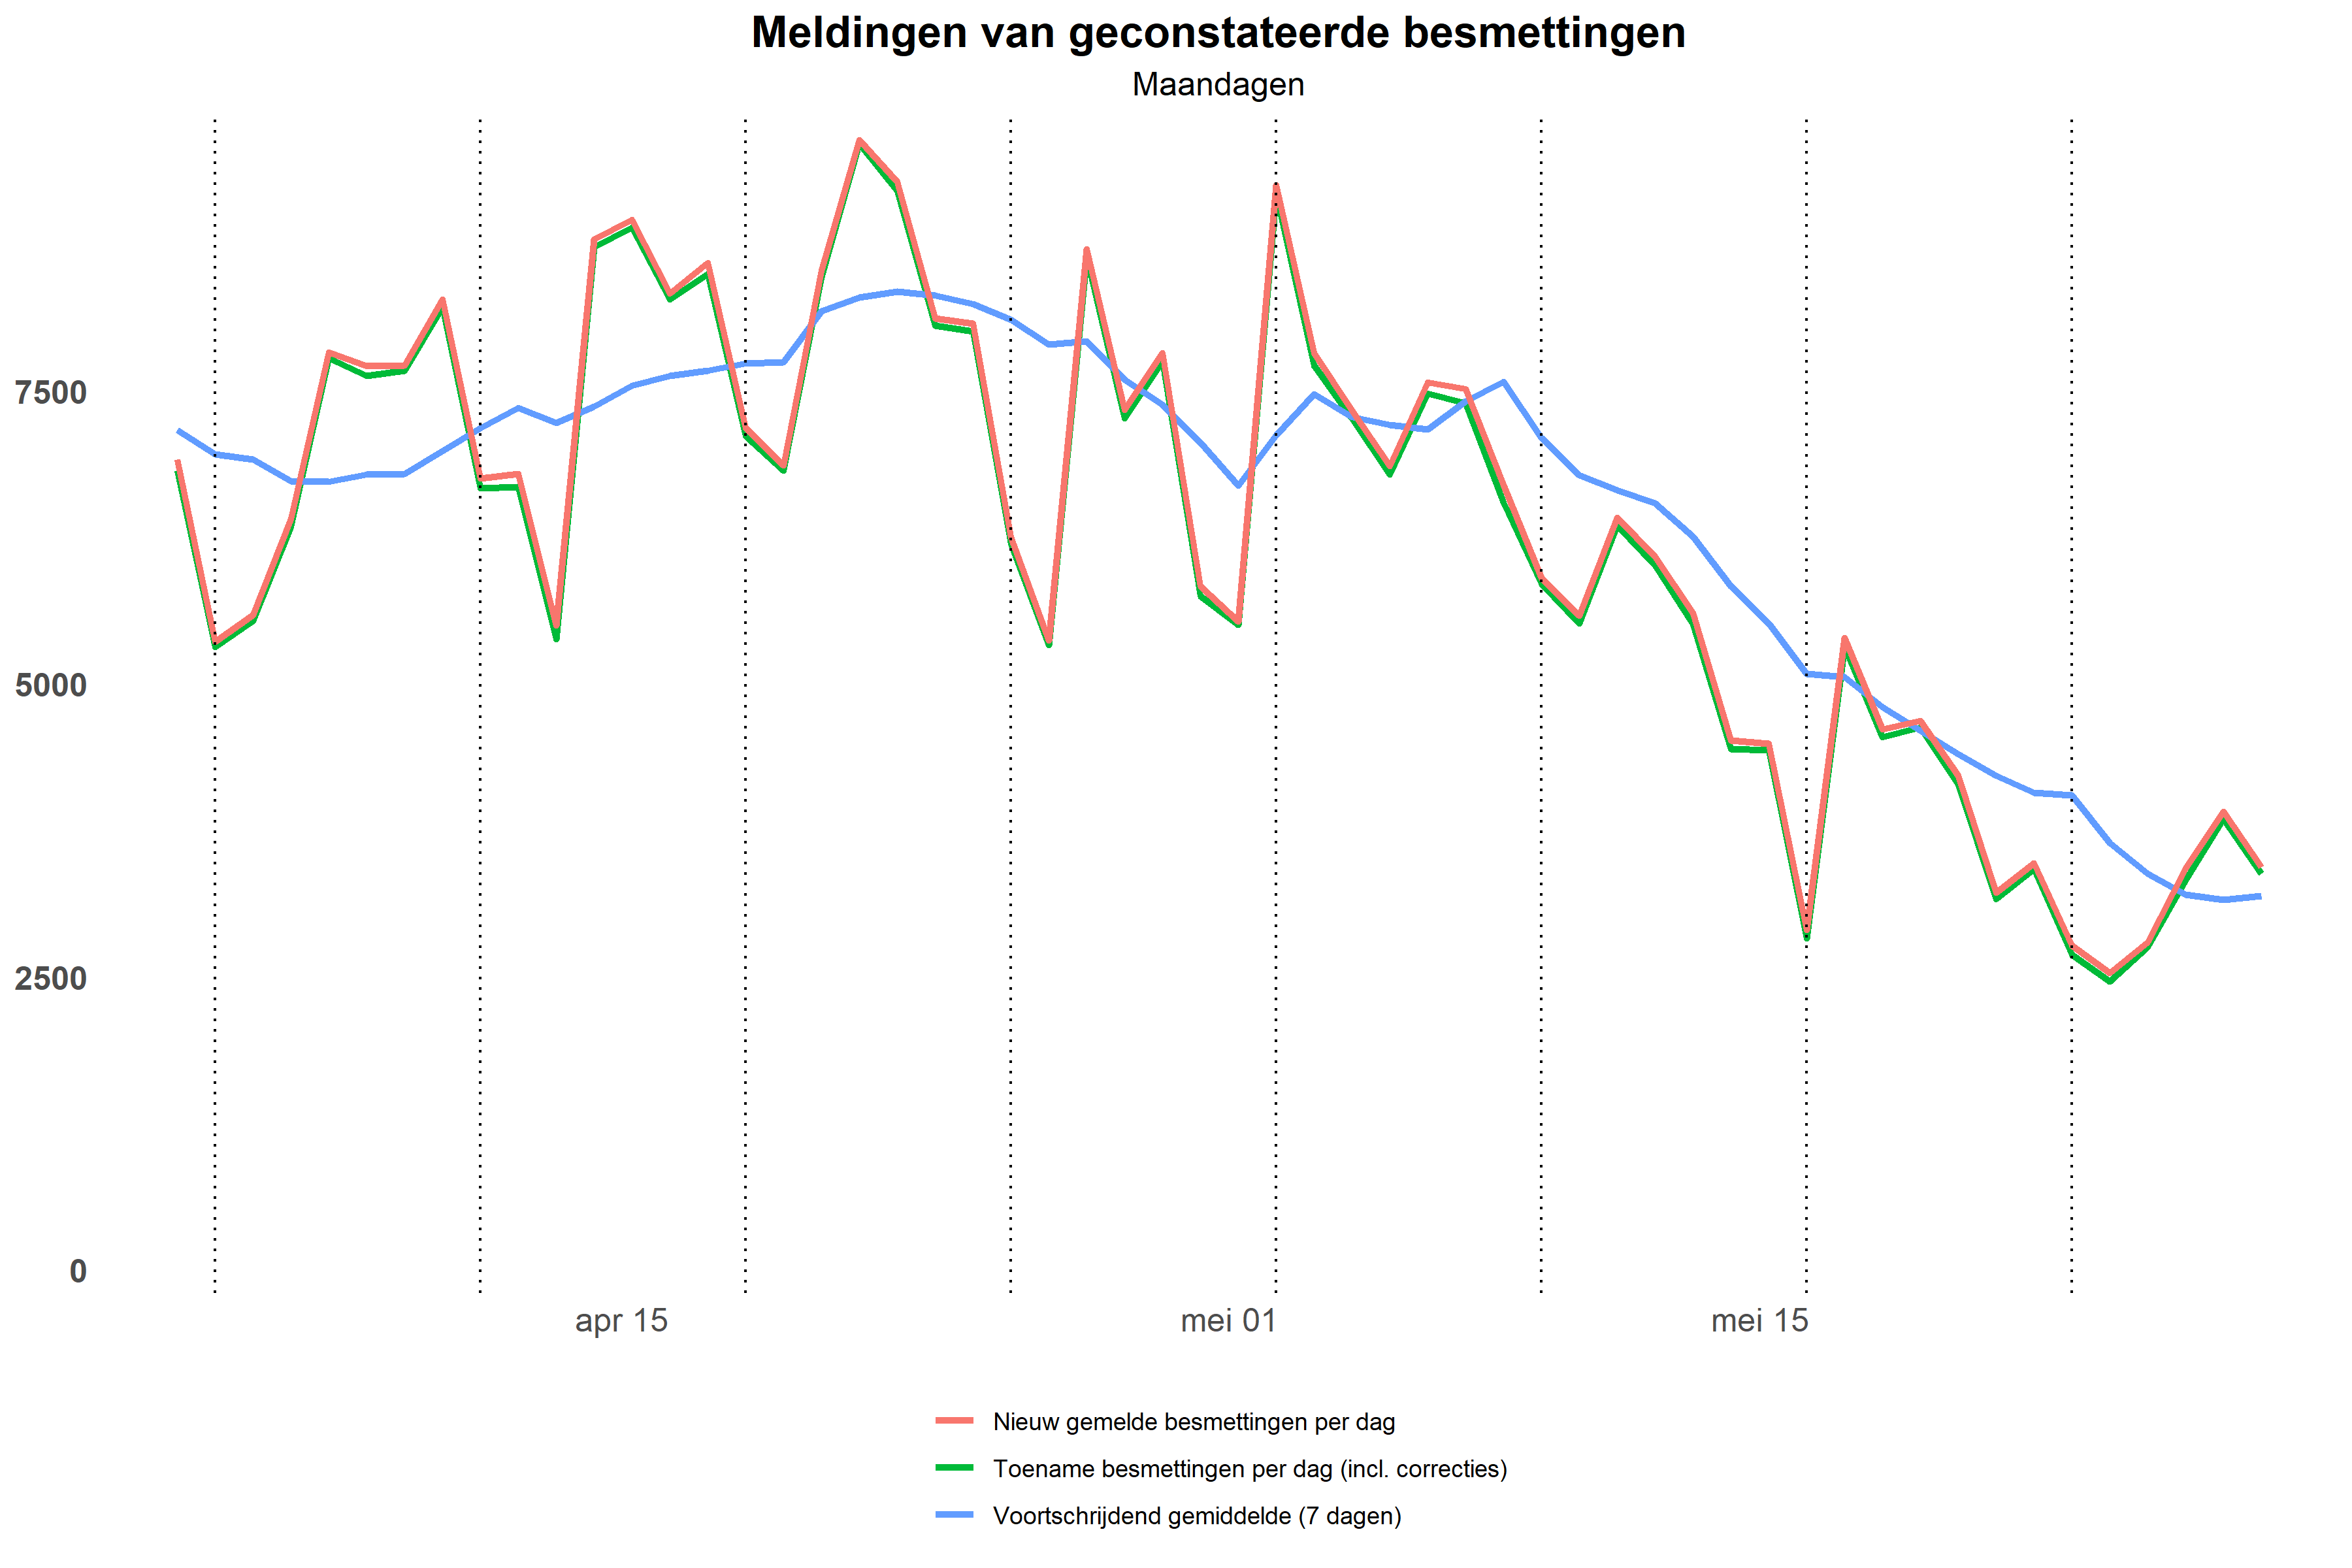 Meldingen van geconstateerde besmettingen
Maandagen
7500
5000
2500
0
apr 15
mei 01
mei 15
Nieuw gemelde besmettingen per dag
Toename besmettingen per dag (incl. correcties)
Voortschrijdend gemiddelde (7 dagen)